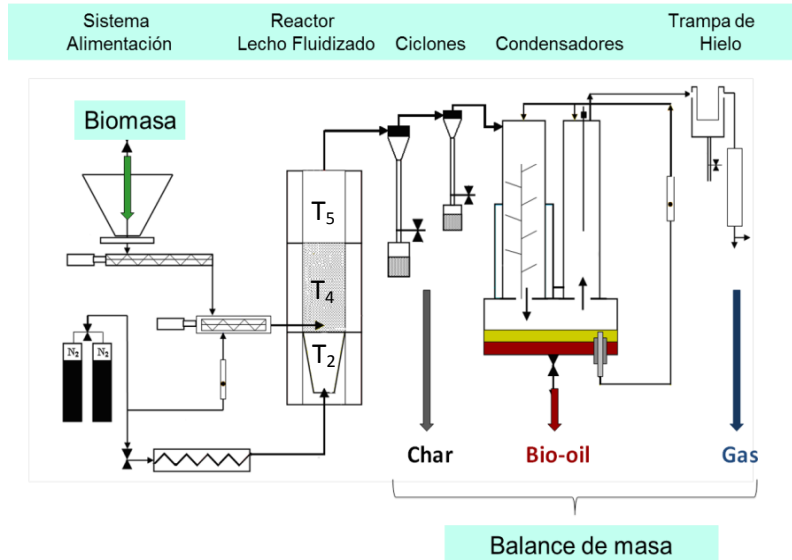 Sistema
Alimentación
Reactor
Lecho Fluidizado
Ciclones
Condensadores
Trampa de
Hielo
Biomasa
T5
T4
T2
N2
N2
Char
Bio-oil
Gas
Balance de masa